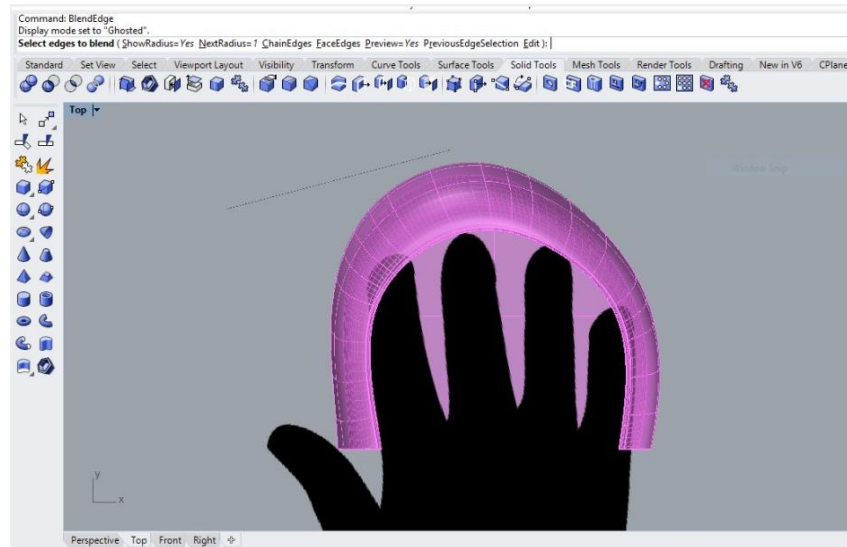 Command: BlendEdge
Display mode set to "Ghosted".
Select edges to blend ( ShowRadius=Yes NextRadius=1 ChainEdges FaceEdges Preview=Yes PreviousEdgeSelection Edit ):
Standard Set View Select Viewport Layout Visibility Transform Curve Tools Surface Tools Solid Tools Mesh Tools Render Tools Drafting New in V6 CPlane
Top
y
x
Perspective Top Front Right